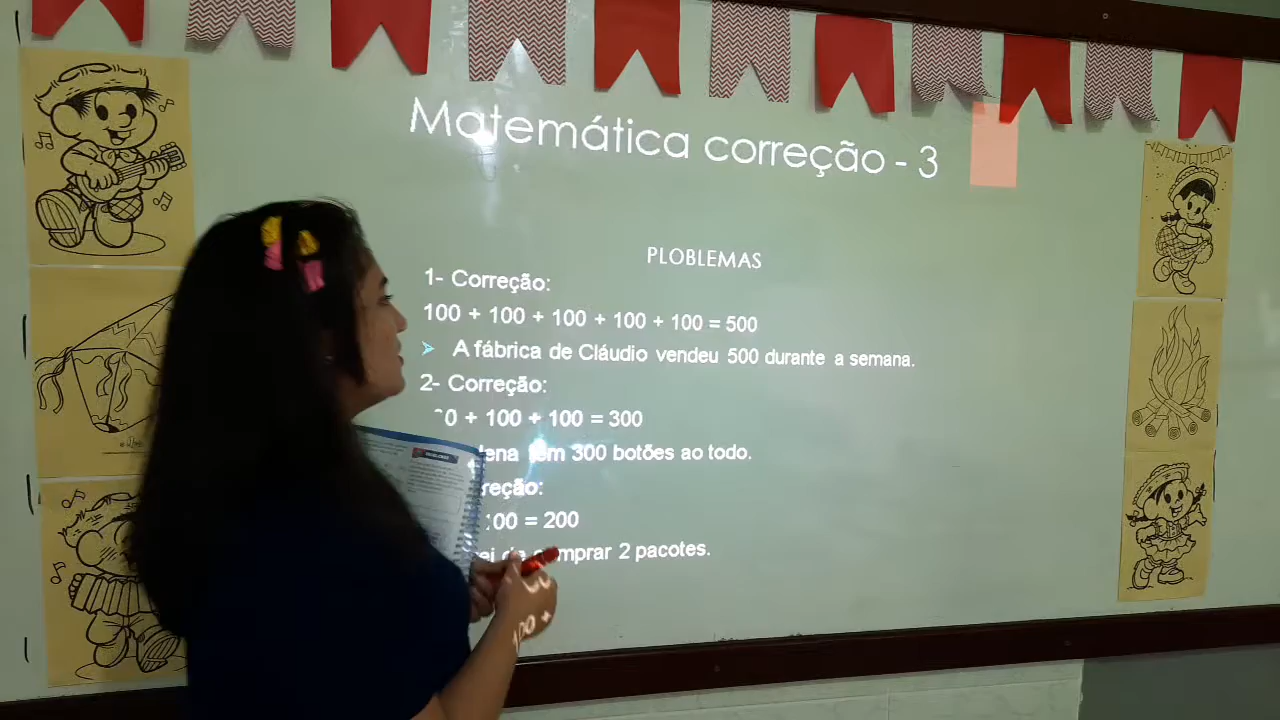 Matemática correção - 3
PLOBLEMAS
1- Correção:
100 + 100 + 100 + 100 + 100 = 500
A fábrica de Cláudio vendeu 500 durante a semana.
2- Correção:
0 + 100 + 100 = 300
tem 300 botões ao todo.
reção:
100 = 200
comprar 2 pacotes.